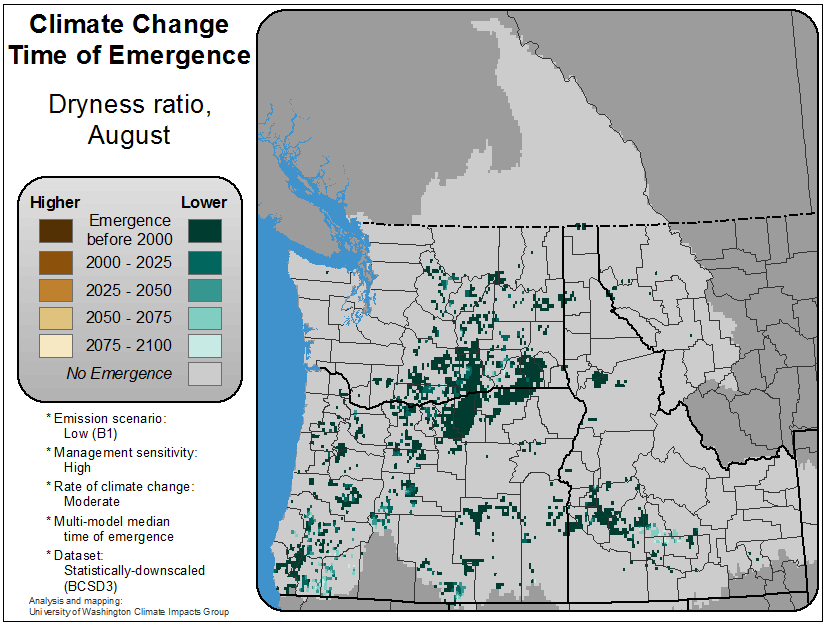 Climate Change
Time of Emergence
Dryness ratio,
August
Higher Lower
Emergence
before 2000
2000 - 2025
2025 - 2050
2050 - 2075
2075 - 2100
No Emergence
* Emission scenario:
Low (B1)
* Management sensitivity:
High
* Rate of climate change:
Moderate
* Multi-model median
time of emergence
* Dataset:
Statistically-downscaled
(BCSD3)
Analysis and mapping:
University of Washington Climate Impacts Group